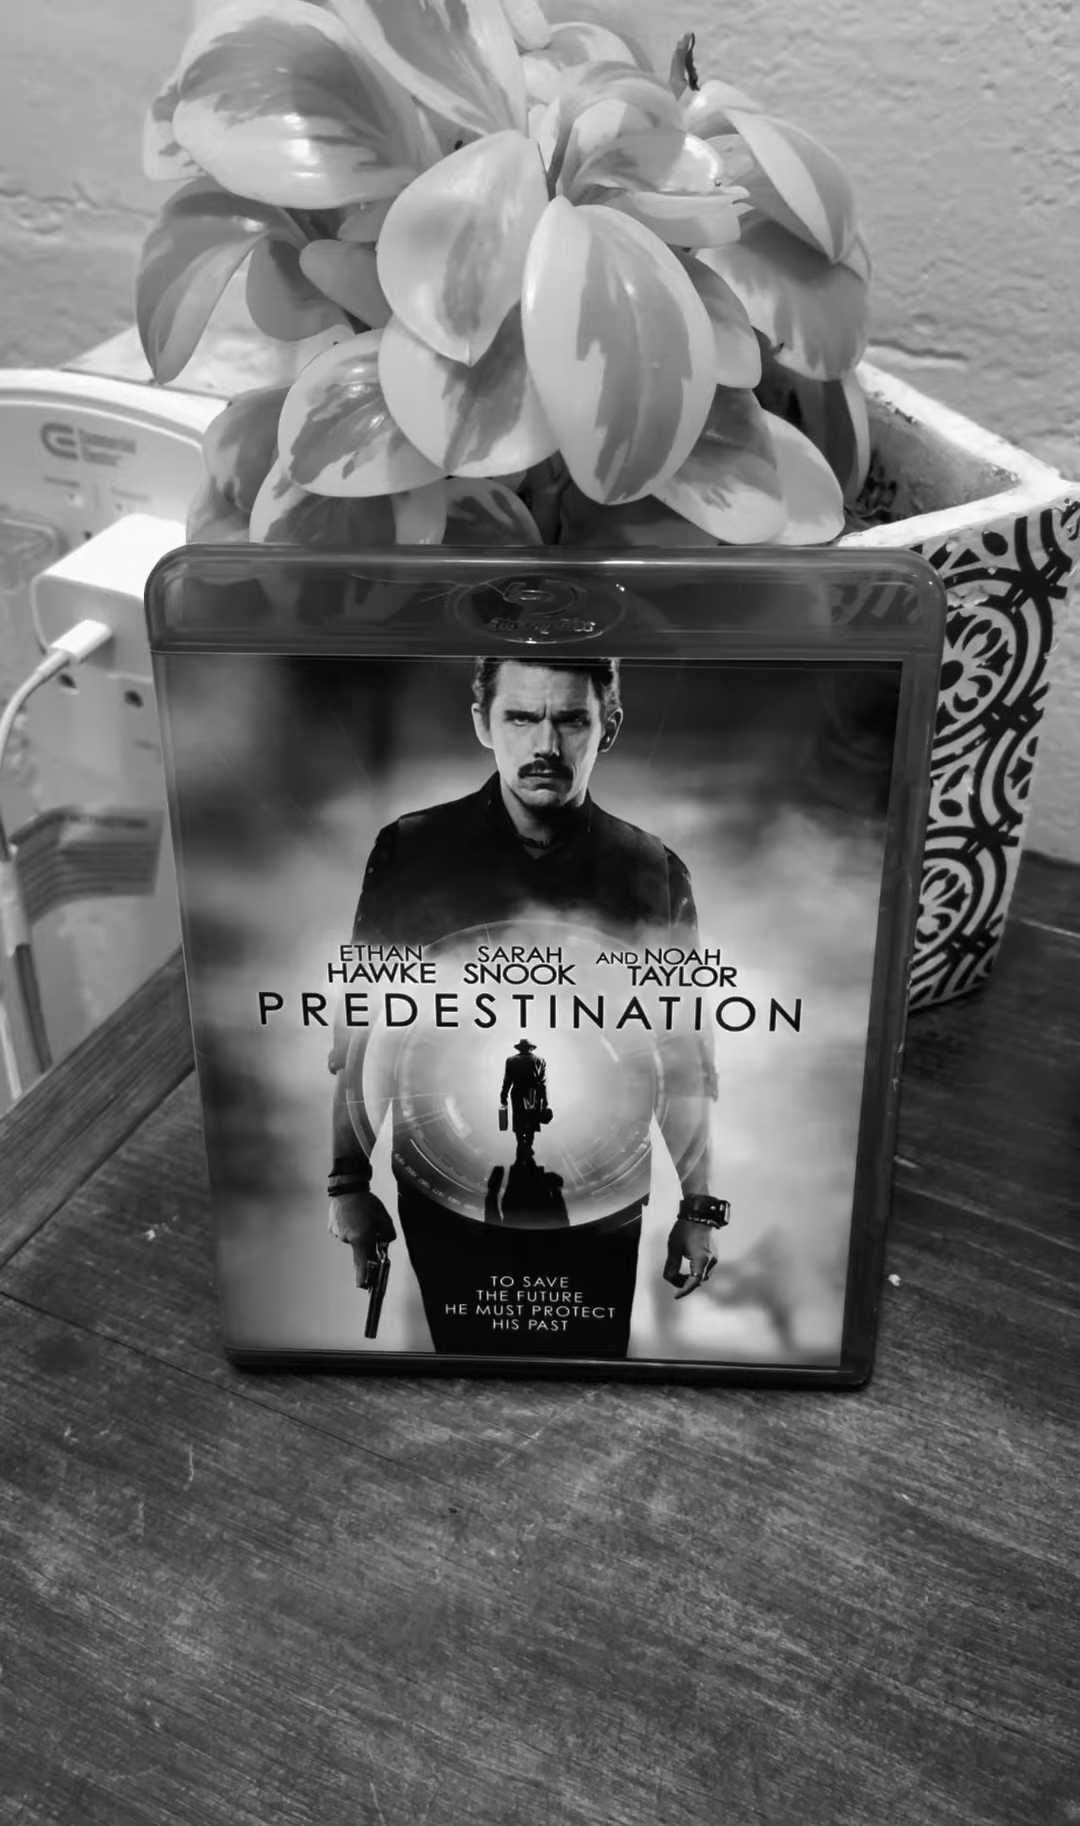 ETHAN SARAH AND NOAH
HAWKE SNOOK TAYLOR
PREDESTINATION
TO SAVE
THE FUTURE
HE MUST PROTECT
HIS PAST